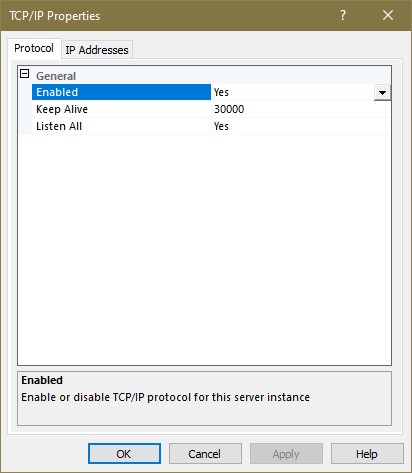 TCP/IP Properties
Protocol IP Addresses
General
Enabled Yes
Keep Alive 30000
Listen All Yes
Enabled
Enable or disable TCP/IP protocol for this server instance
OK Cancel Apply Help